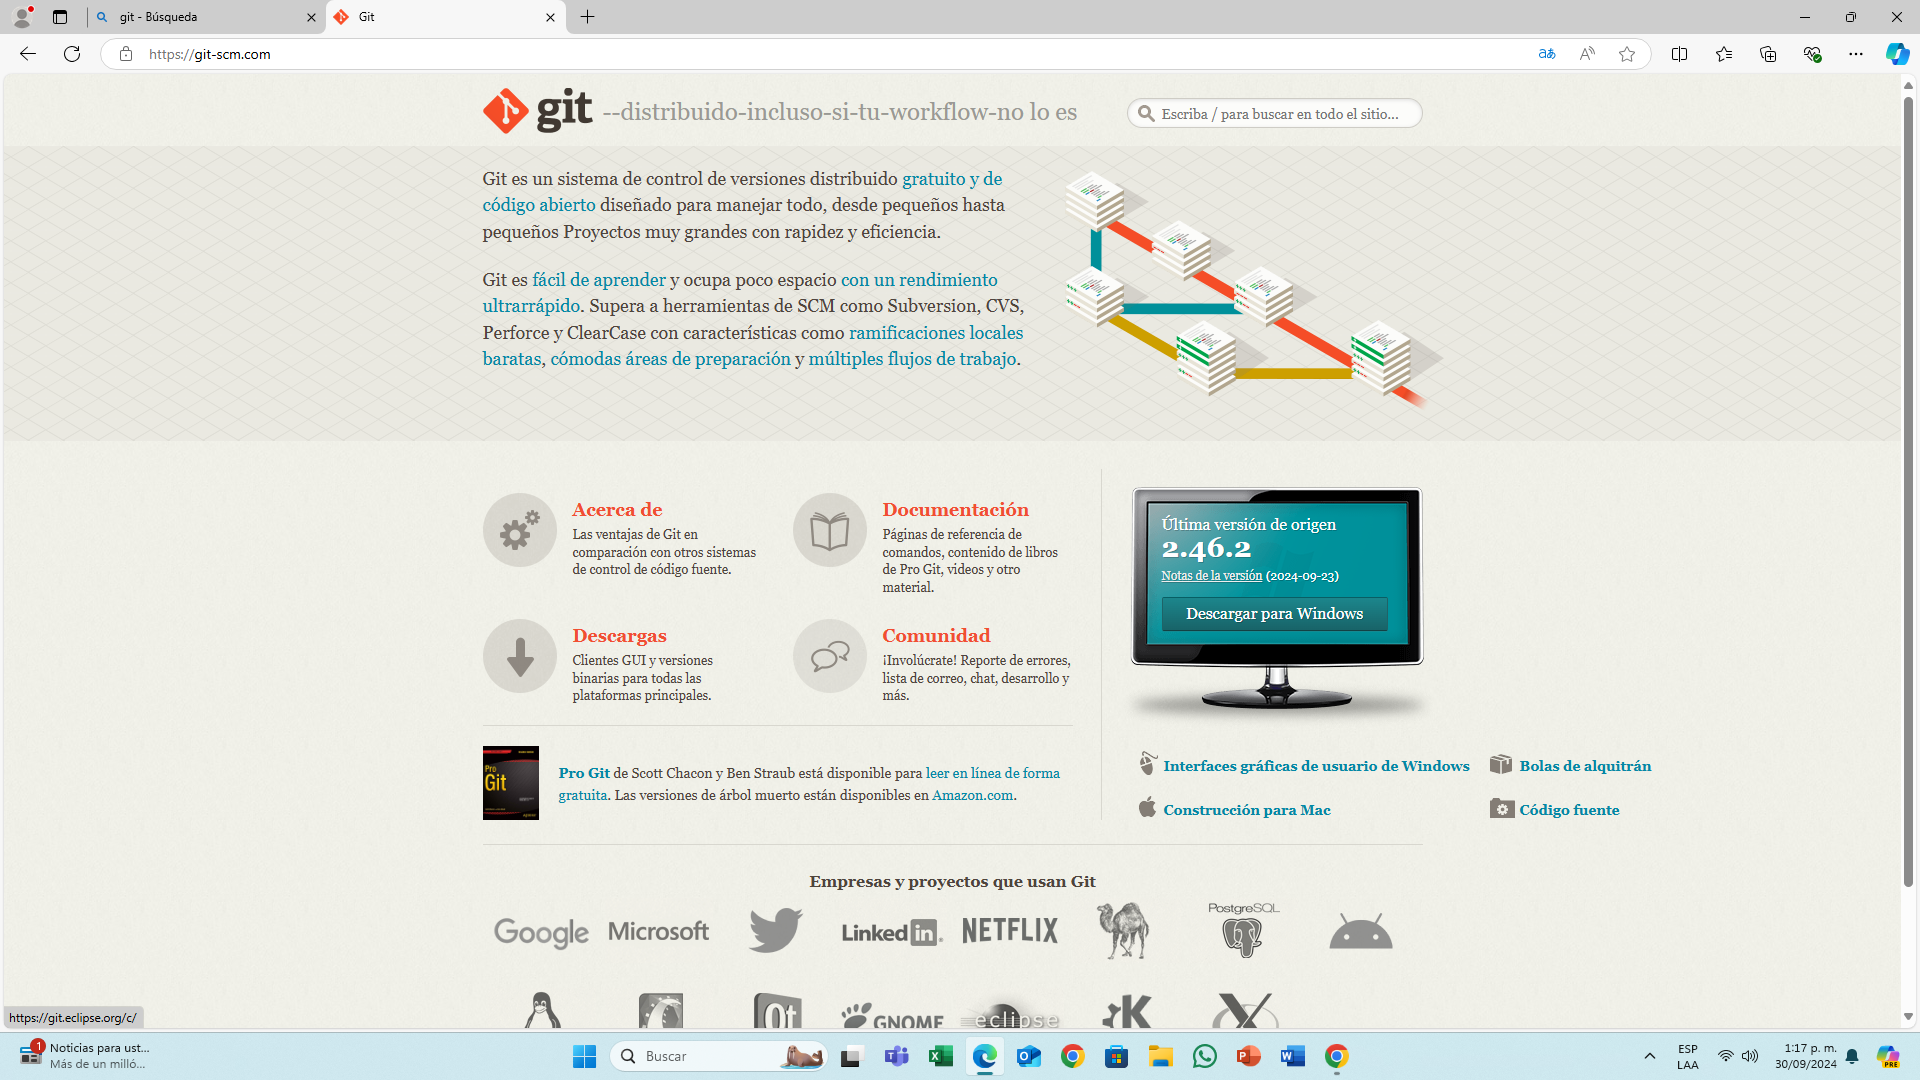 git - Búsqueda
Git
https://git-scm.com
git --distribuido-incluso-si-tu-workflow-no lo es
Escriba / para buscar en todo el sitio...
Git es un sistema de control de versiones distribuido gratuito y de
código abierto diseñado para manejar todo, desde pequeños hasta
pequeños Proyectos muy grandes con rapidez y eficiencia.
Git es fácil de aprender y ocupa poco espacio con un rendimiento
ultrarrápido. Supera a herramientas de SCM como Subversion, CVS,
Perforce y ClearCase con características como ramificaciones locales
baratas, cómodas áreas de preparación y múltiples flujos de trabajo.
Acerca de
Las ventajas de Git en
comparación con otros sistemas
de control de código fuente.
Documentación
Páginas de referencia de
comandos, contenido de libros
de Pro Git, videos y otro
material.
Descargas
Clientes GUI y versiones
binarias para todas las
plataformas principales.
Comunidad
¡Involúcrate! Reporte de errores,
lista de correo, chat, desarrollo y
más.
Última versión de origen
2.46.2
Notas de la versión (2024-09-23)
Descargar para Windows
Pro
Git
Pro Git de Scott Chacon y Ben Straub está disponible para leer en línea de forma
gratuita. Las versiones de árbol muerto están disponibles en Amazon.com.
Interfaces gráficas de usuario de Windows
Bolas de alquitrán
Construcción para Mac
Código fuente
Empresas y proyectos que usan Git
Google Microsoft LinkedIn NETFLIX PostgreSQL
Qt GNOME eclipse K X
https://git.eclipse.org/c/
1
Noticias para ust...
Más de un milló...
Buscar
ESP
LAA
1:17 p. m.
30/09/2024
PRE